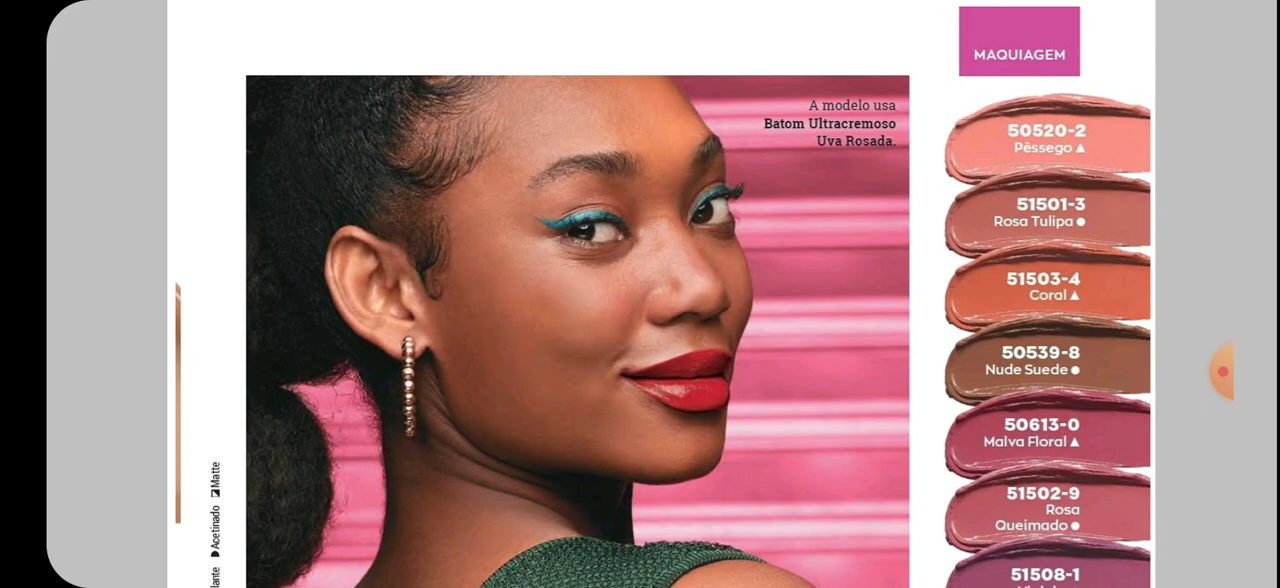 MAQUIAGEM
A modelo usa
Batom Ultracremoso
Uva Rosada.
50520-2
Pêssego ▲
51501-3
Rosa Tulipa ●
51503-4
Coral ▲
50539-8
Nude Suede ●
50613-0
Malva Floral ▲
51502-9
Rosa
Queimado ●
51508-1
lante Acetinado Matte